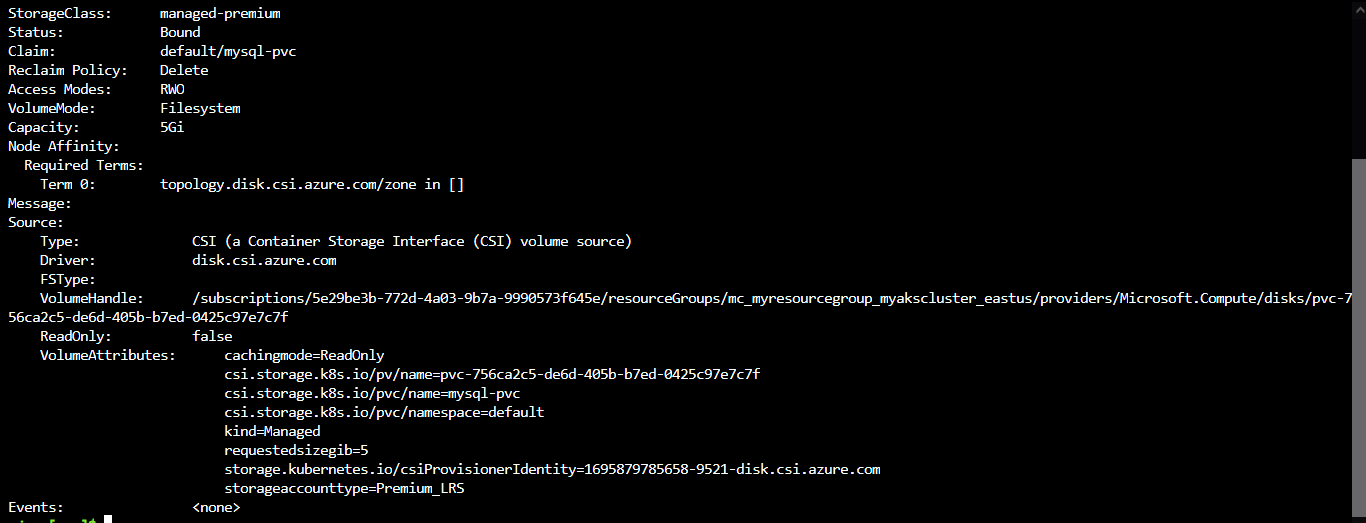 StorageClass: managed-premium
Status: Bound
Claim: default/mysql-pvc
Reclaim Policy: Delete
Access Modes: RWO
VolumeMode: Filesystem
Capacity: 5Gi
Node Affinity:
Required Terms:
Term 0: topology.disk.csi.azure.com/zone in []
Message:
Source:
Type: CSI (a Container Storage Interface (CSI) volume source)
Driver: disk.csi.azure.com
FSType:
VolumeHandle: /subscriptions/5e29be3b-772d-4a03-9b7a-9990573f645e/resourceGroups/mc_myresourcegroup_myakscluster_eastus/providers/Microsoft.Compute/disks/pvc-7
56ca2c5-de6d-405b-b7ed-0425c97e7c7f
ReadOnly: false
VolumeAttributes: cachingmode=ReadOnly
csi.storage.k8s.io/pv/name=pvc-756ca2c5-de6d-405b-b7ed-0425c97e7c7f
csi.storage.k8s.io/pvc/name=mysql-pvc
csi.storage.k8s.io/pvc/namespace=default
kind=Managed
requestedsizegib=5
storage.kubernetes.io/csiProvisionerIdentity=1695879785658-9521-disk.csi.azure.com
storageaccounttype=Premium_LRS
Events: <none>